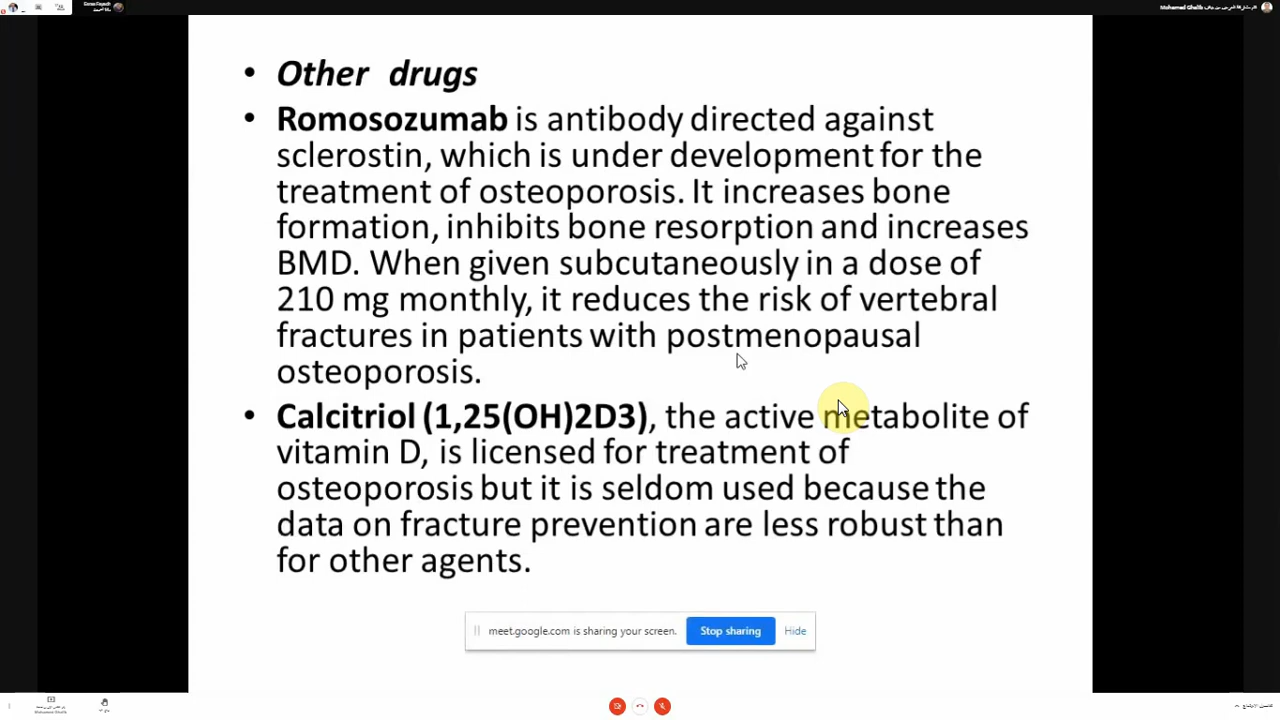 • Other drugs
• Romosozumab is antibody directed against
sclerostin, which is under development for the
treatment of osteoporosis. It increases bone
formation, inhibits bone resorption and increases
BMD. When given subcutaneously in a dose of
210 mg monthly, it reduces the risk of vertebral
fractures in patients with postmenopausal
osteoporosis.
• Calcitriol (1,25(OH)2D3), the active metabolite of
vitamin D, is licensed for treatment of
osteoporosis but it is seldom used because the
data on fracture prevention are less robust than
for other agents.
meet.google.com is sharing your screen.
Stop sharing
Hide